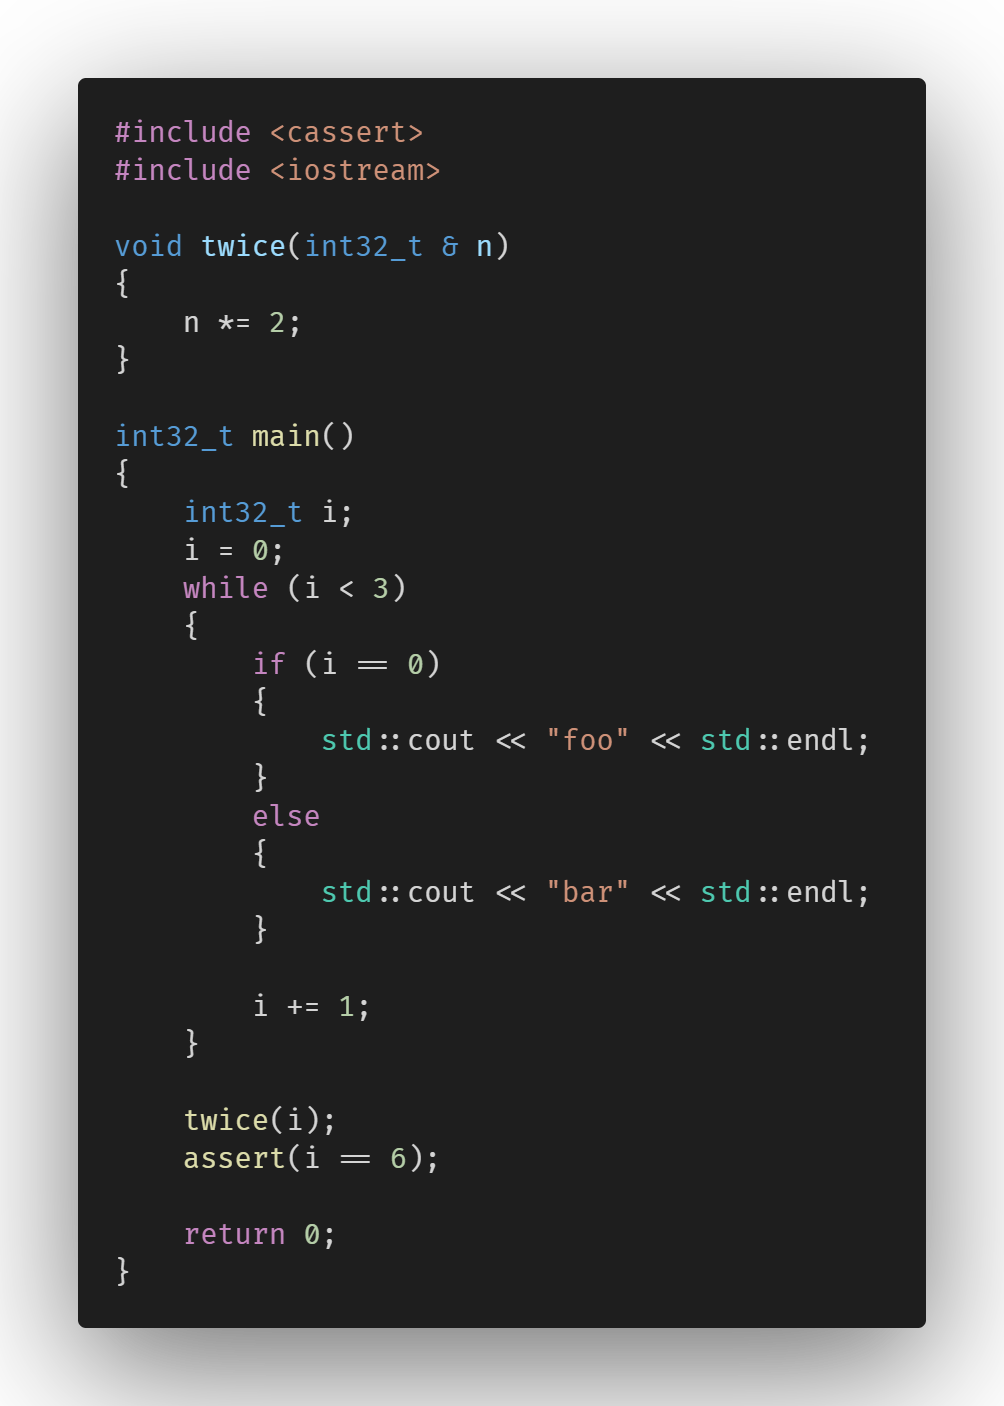 #include <cassert>
#include <iostream>

void twice(int32_t & n)
{
    n *= 2;
}

int32_t main()
{
    int32_t i;
    i = 0;
    while (i < 3)
    {
        if (i == 0)
        {
            std::cout << "foo" << std::endl;
        }
        else
        {
            std::cout << "bar" << std::endl;
        }

        i += 1;
    }

    twice(i);
    assert(i == 6);

    return 0;
}